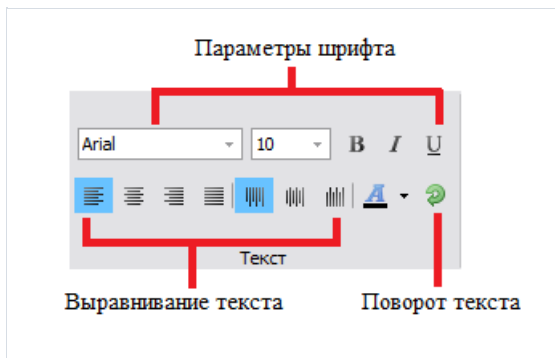 Параметры шрифта
Arial 10 B I U
A
Текст
Выравнивание текста Поворот текста